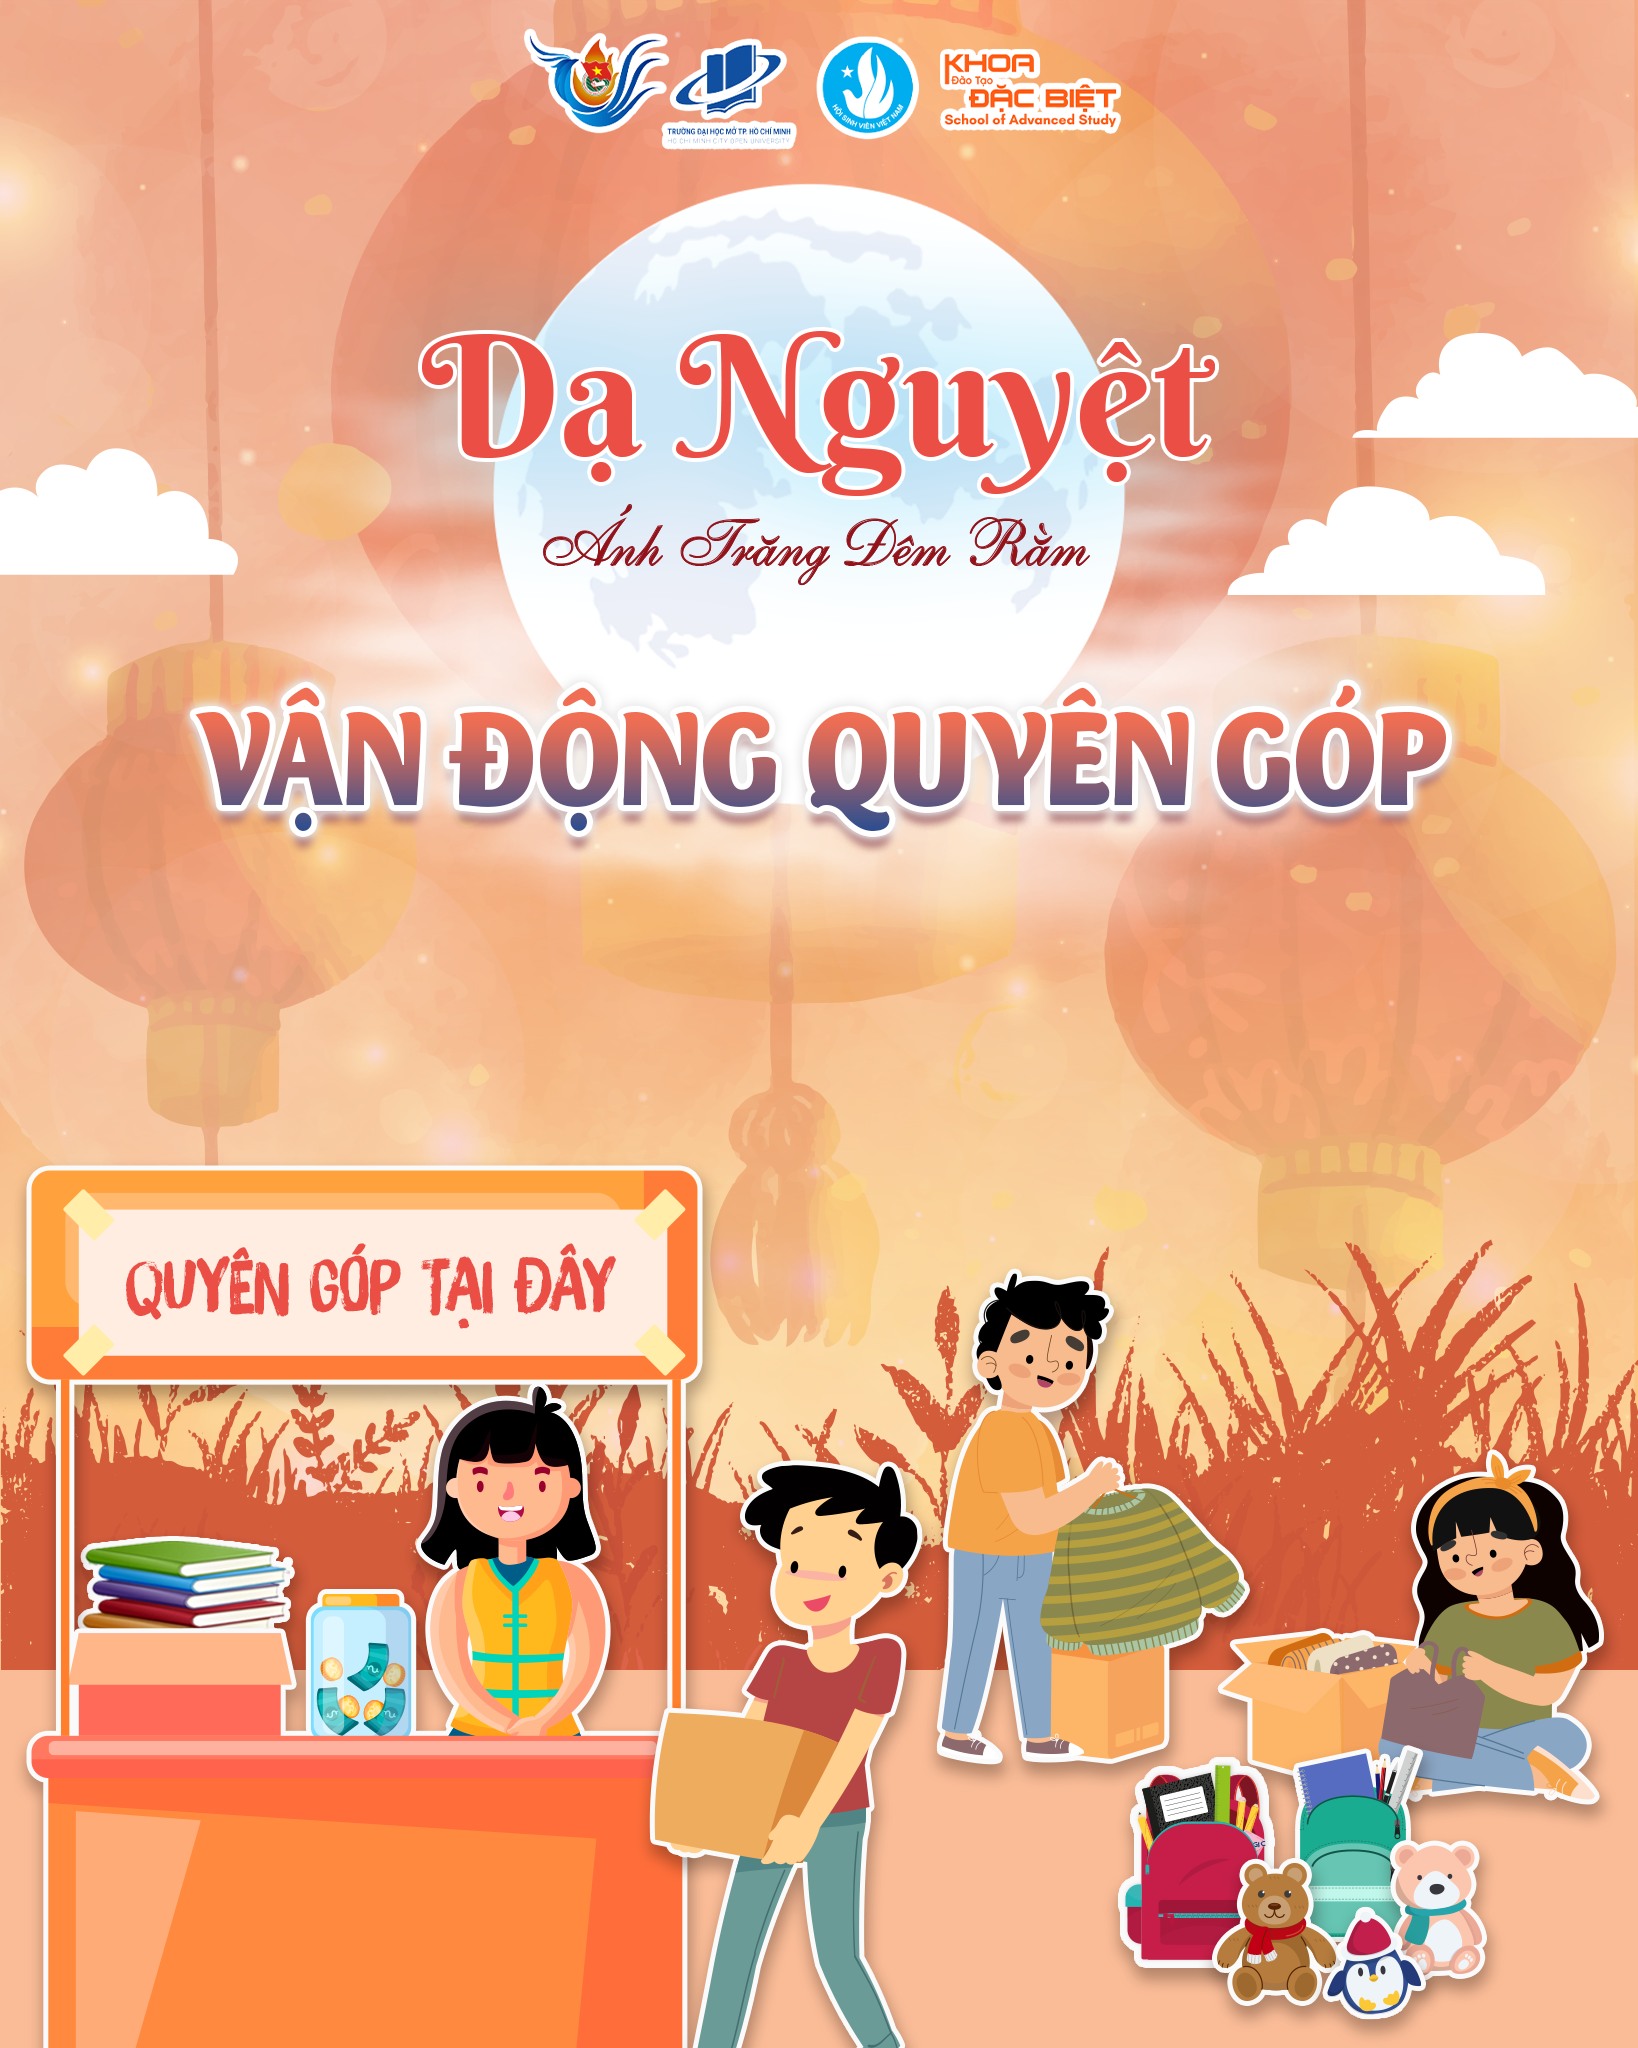 TRƯỜNG ĐẠI HỌC MỞ TP. HỒ CHÍ MINH
HO CHI MINH CITY OPEN UNIVERSITY
HỘI SINH VIÊN VIỆT NAM
KHOA
Đào Tạo
ĐẶC BIỆT
School of Advanced Study
Dạ Nguyệt
Ánh Trăng Đêm Rằm
VẬN ĐỘNG QUYÊN GÓP
QUYÊN GÓP TẠI ĐÂY